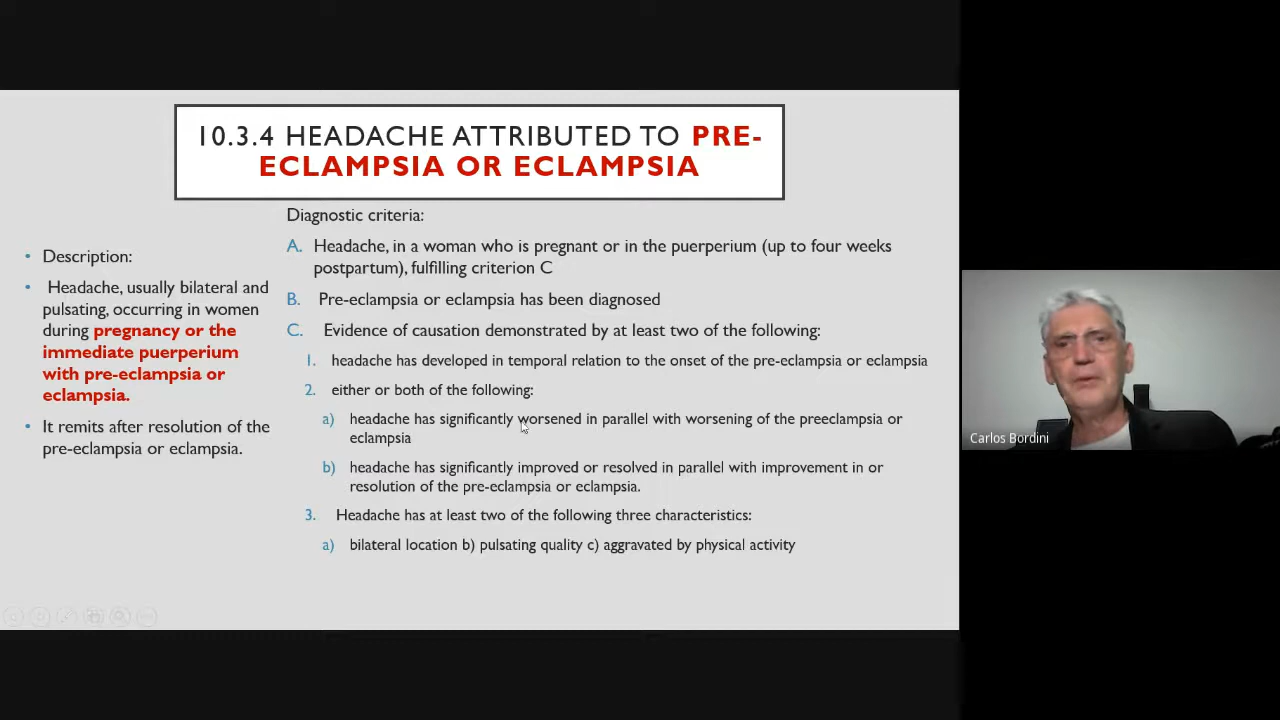 10.3.4 HEADACHE ATTRIBUTED TO PRE-
ECLAMPSIA OR ECLAMPSIA
• Description:
• Headache, usually bilateral and
pulsating, occurring in women
during pregnancy or the
immediate puerperium
with pre-eclampsia or
eclampsia.
• It remits after resolution of the
pre-eclampsia or eclampsia.
Diagnostic criteria:
A. Headache, in a woman who is pregnant or in the puerperium (up to four weeks
postpartum), fulfilling criterion C
B. Pre-eclampsia or eclampsia has been diagnosed
C. Evidence of causation demonstrated by at least two of the following:
1. headache has developed in temporal relation to the onset of the pre-eclampsia or eclampsia
2. either or both of the following:
a) headache has significantly worsened in parallel with worsening of the preeclampsia or
eclampsia
b) headache has significantly improved or resolved in parallel with improvement in or
resolution of the pre-eclampsia or eclampsia.
3. Headache has at least two of the following three characteristics:
a) bilateral location b) pulsating quality c) aggravated by physical activity
Carlos Bordini